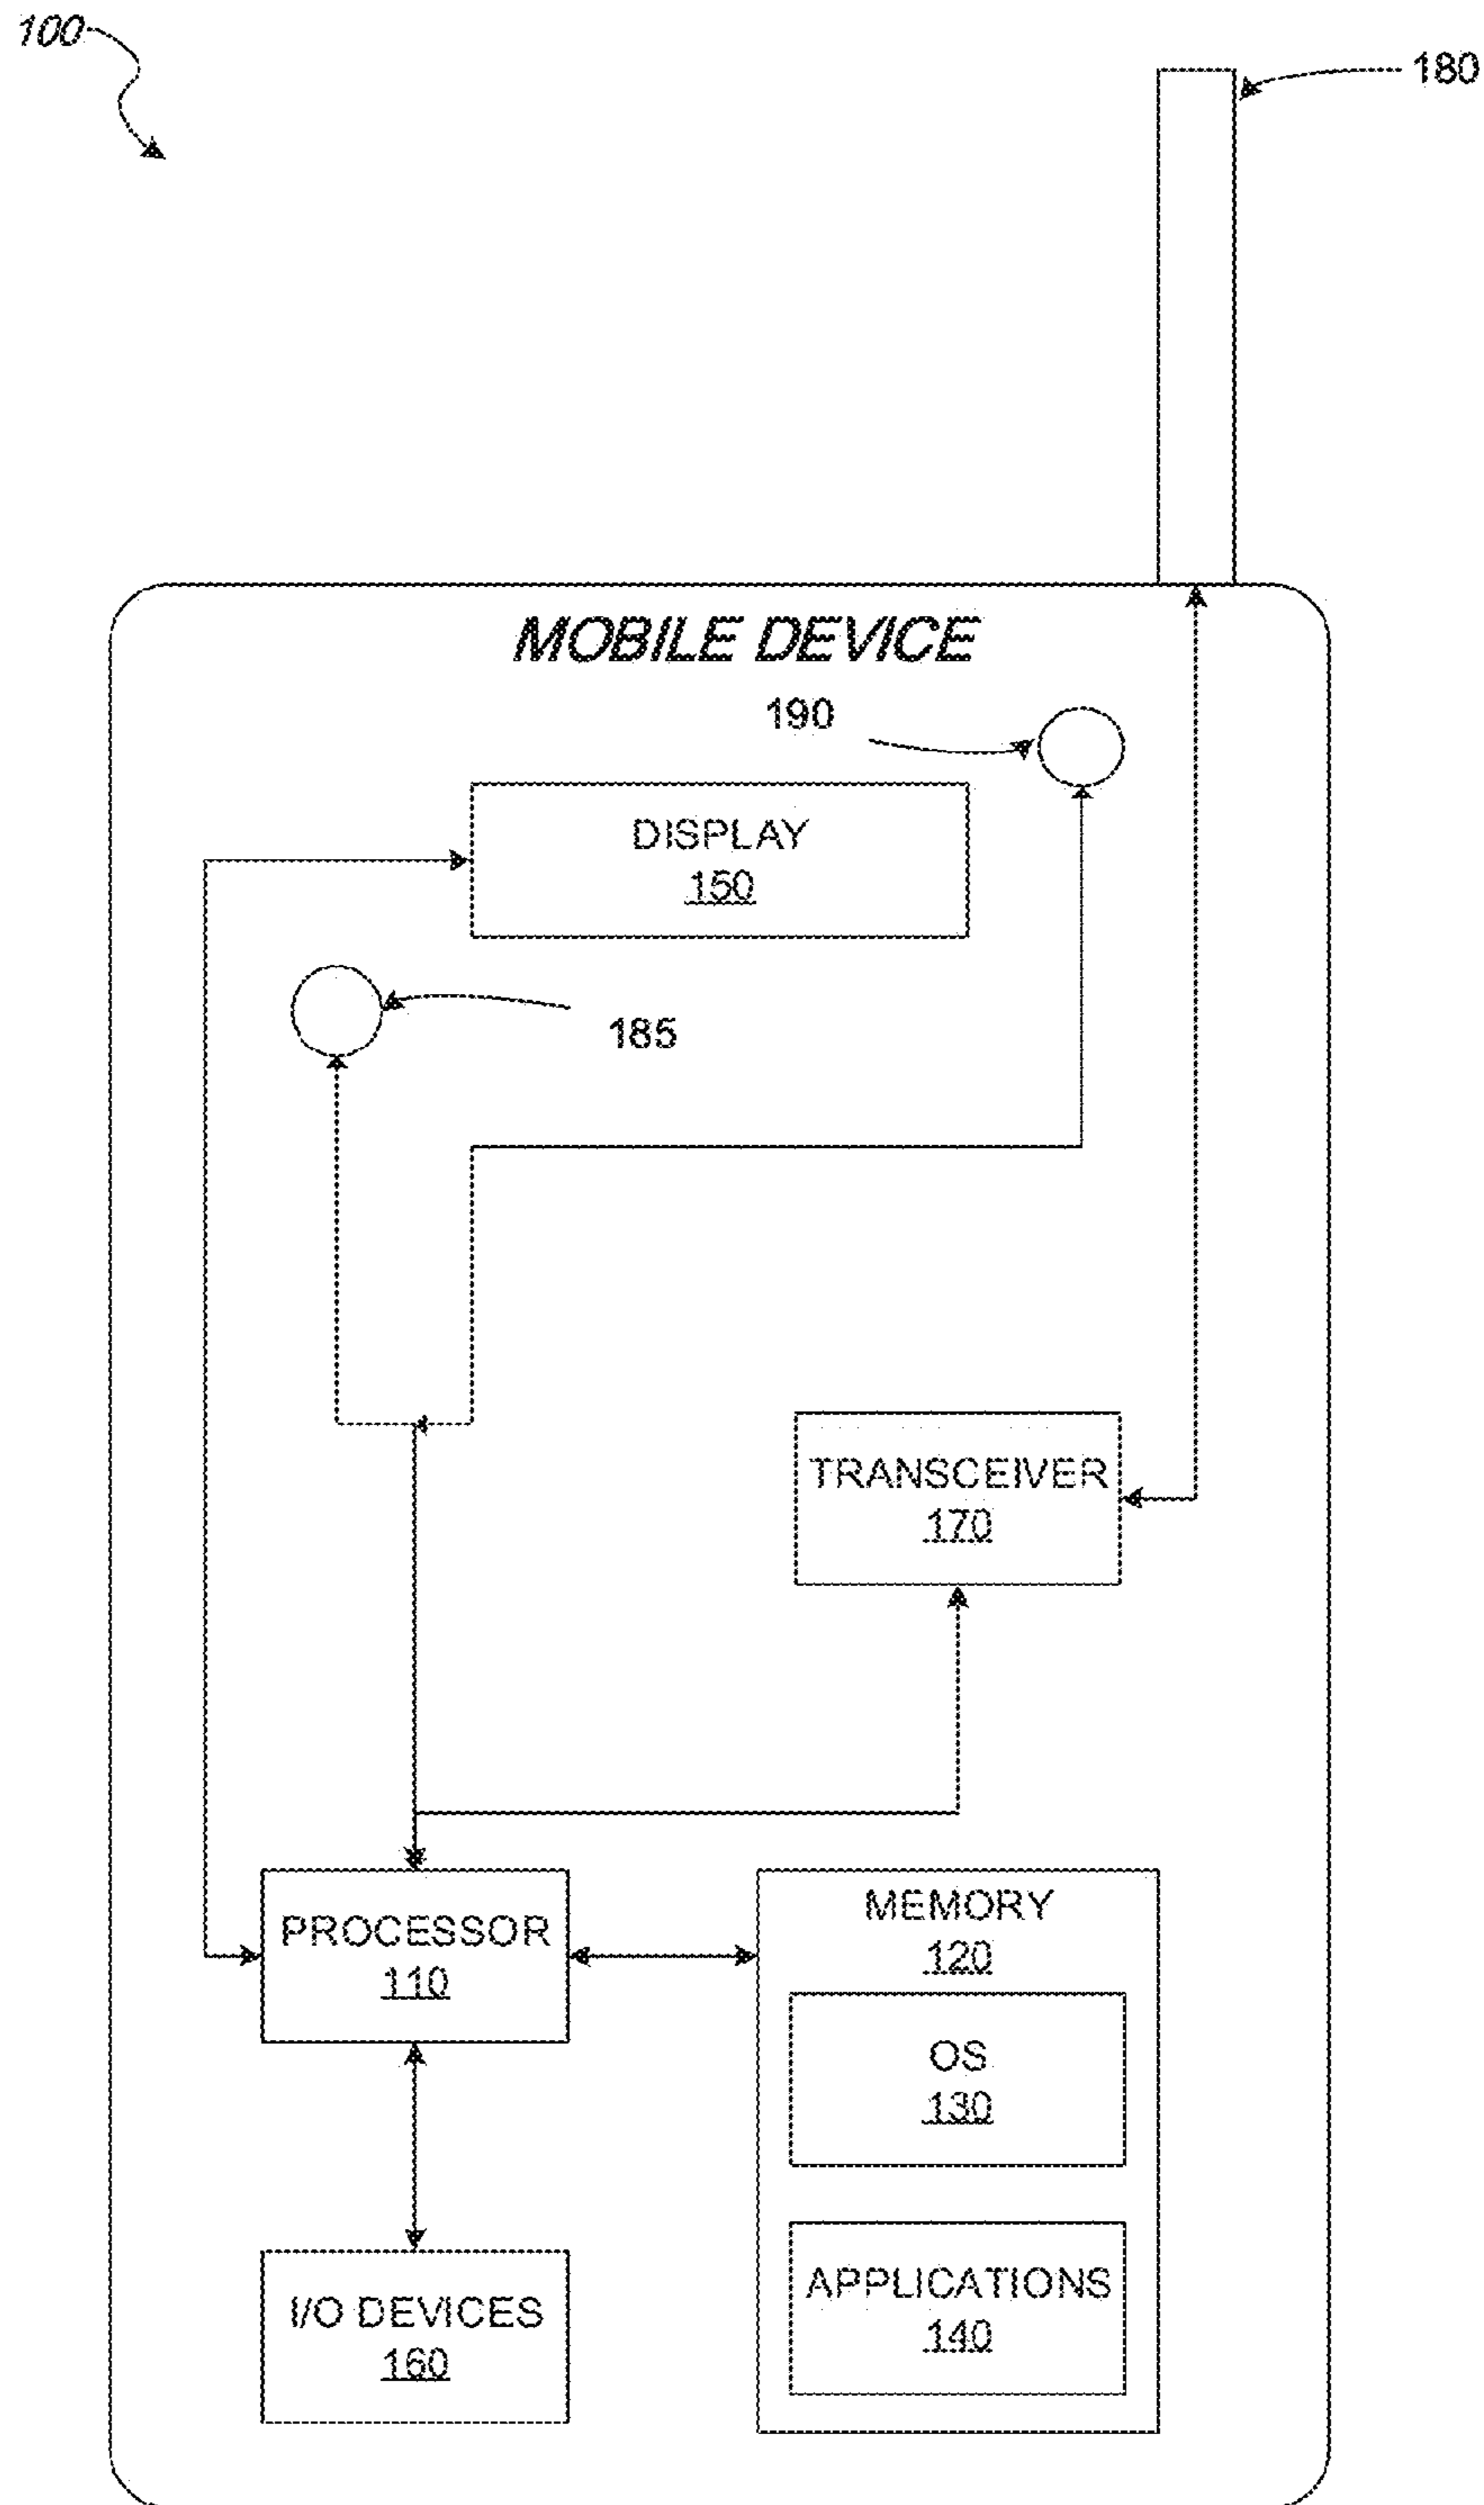 100
180
MOBILE DEVICE
190
DISPLAY
150
185
TRANSCEIVER
170
PROCESSOR
110
MEMORY
120
OS
130
I/O DEVICES
160
APPLICATIONS
140